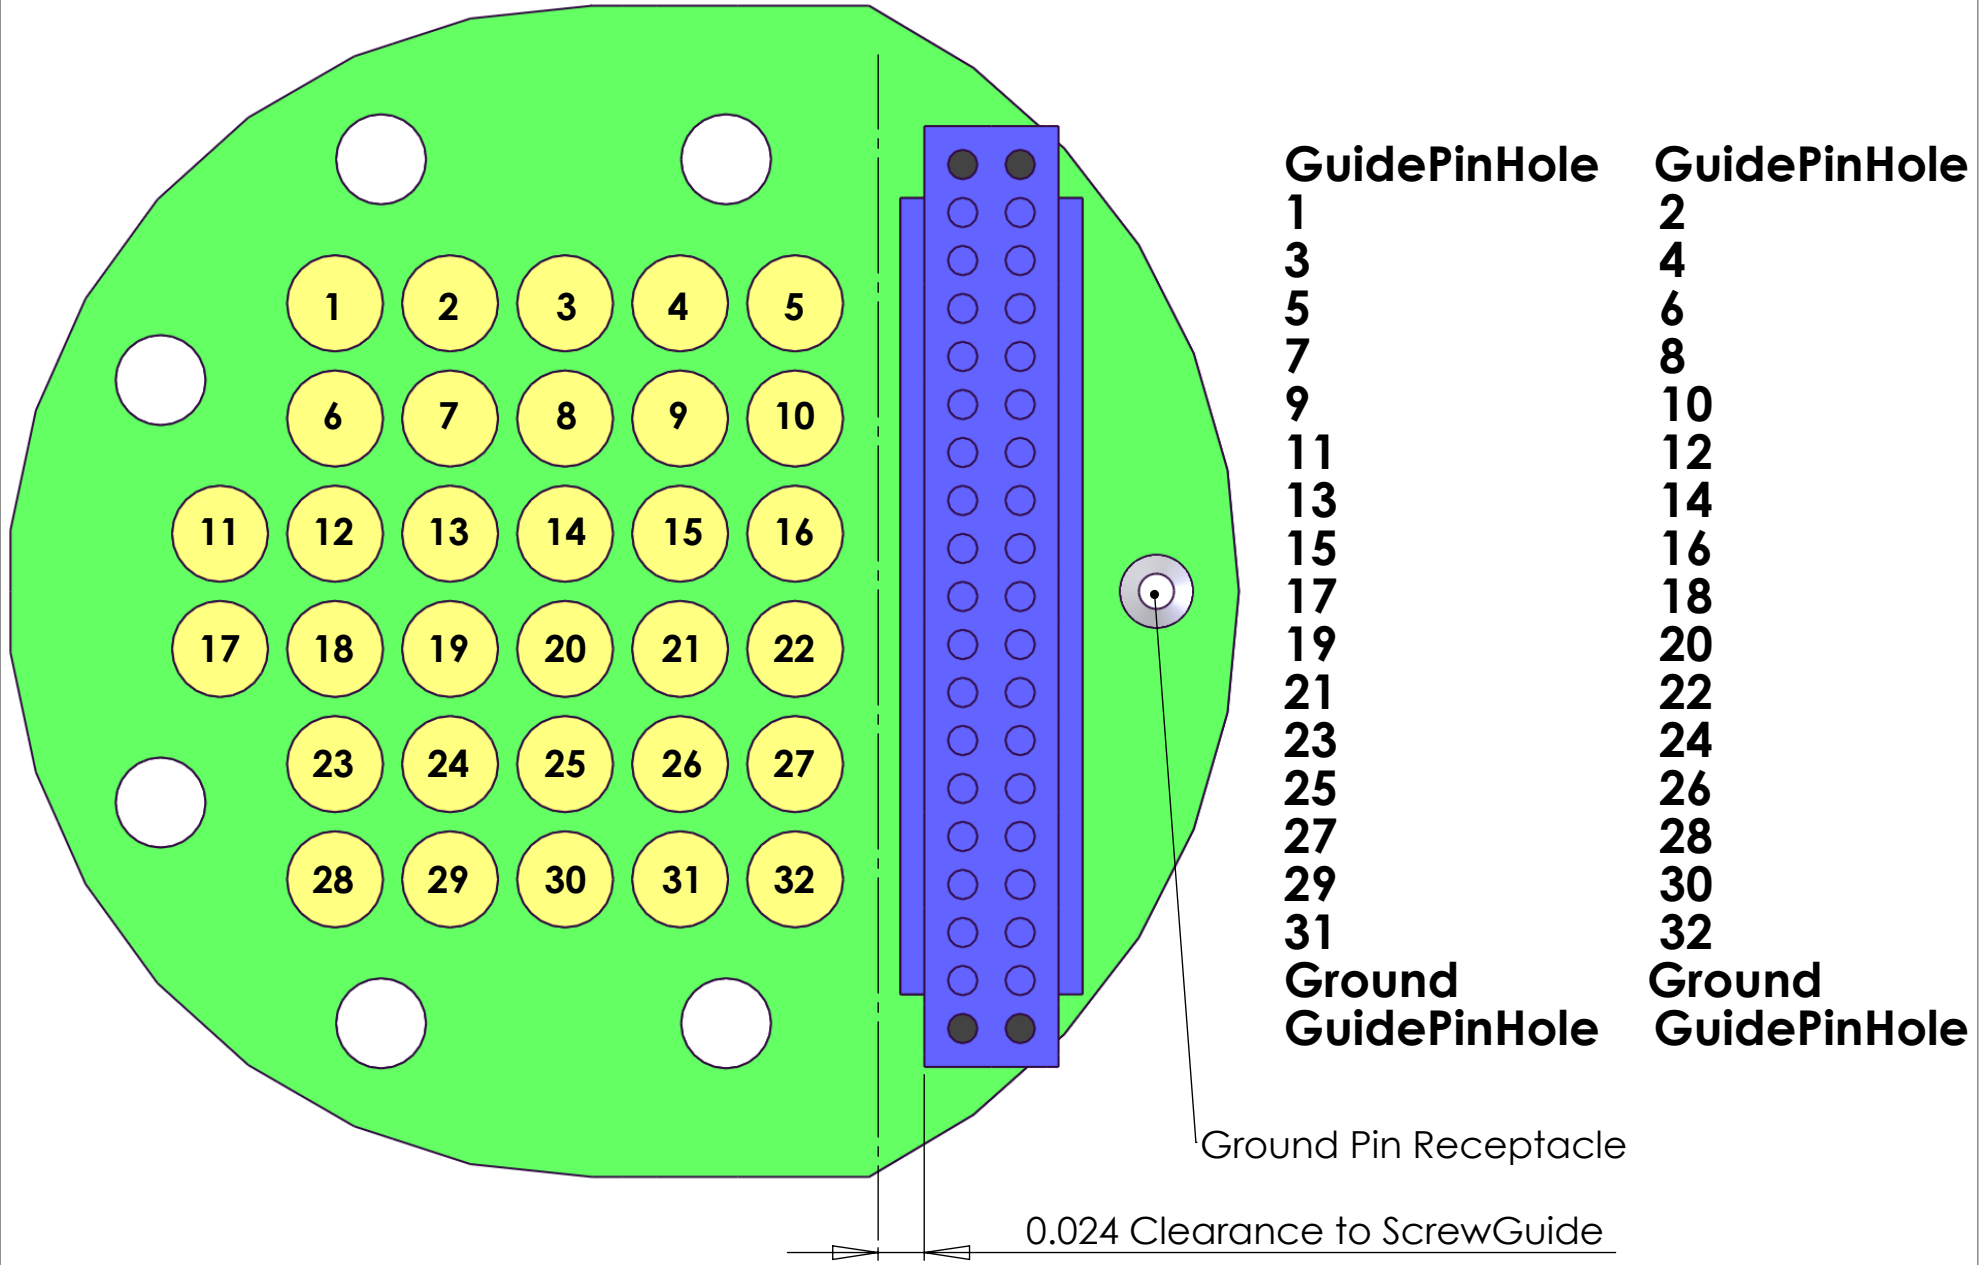 GuidePinHole GuidePinHole
1 2
3 4
5 6
7 8
9 10
11 12
13 14
15 16
17 18
19 20
21 22
23 24
25 26
27 28
29 30
31 32
Ground Ground
GuidePinHole GuidePinHole
1 2 3 4 5
6 7 8 9 10
11 12 13 14 15 16
17 18 19 20 21 22
23 24 25 26 27
28 29 30 31 32
Ground Pin Receptacle
0.024 Clearance to ScrewGuide